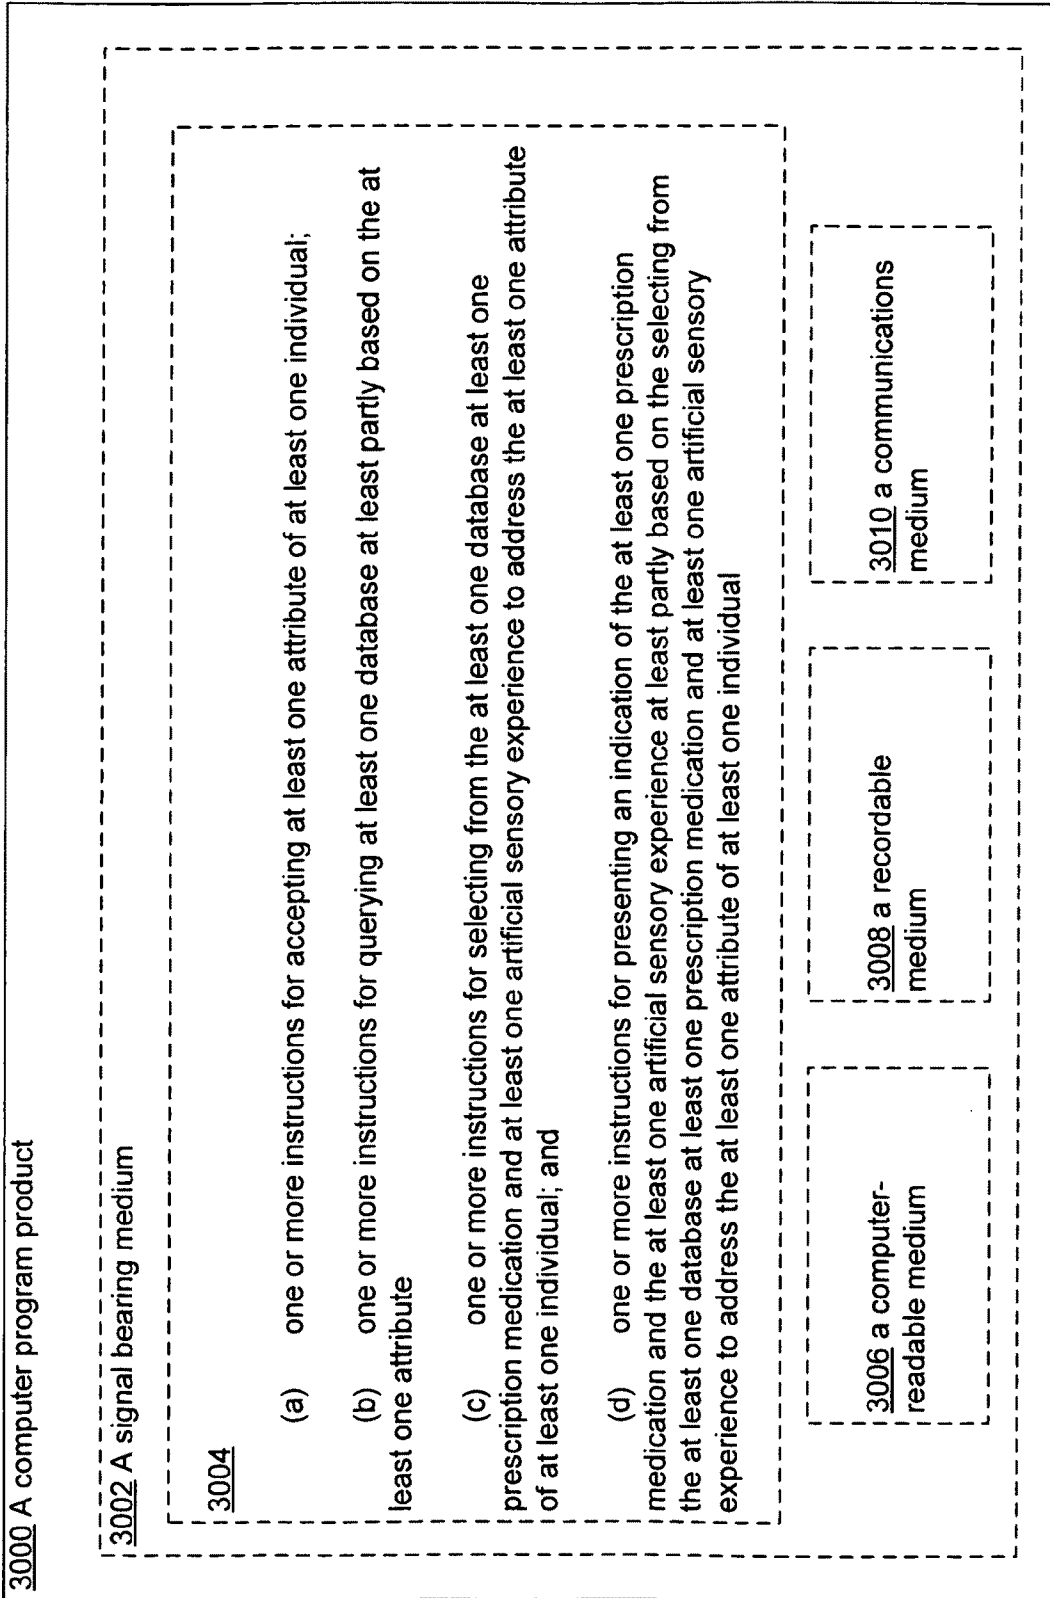 3000 A computer program product
3002 A signal bearing medium
3004
(a) one or more instructions for accepting at least one attribute of at least one individual;
(b) one or more instructions for querying at least one database at least partly based on the at
least one attribute
(c) one or more instructions for selecting from the at least one database at least one
prescription medication and at least one artificial sensory experience to address the at least one attribute
of at least one individual; and
(d) one or more instructions for presenting an indication of the at least one prescription
medication and the at least one artificial sensory experience at least partly based on the selecting from
the at least one database at least one prescription medication and at least one artificial sensory
experience to address the at least one attribute of at least one individual
3006 a computer-
readable medium
3008 a recordable
medium
3010 a communications
medium